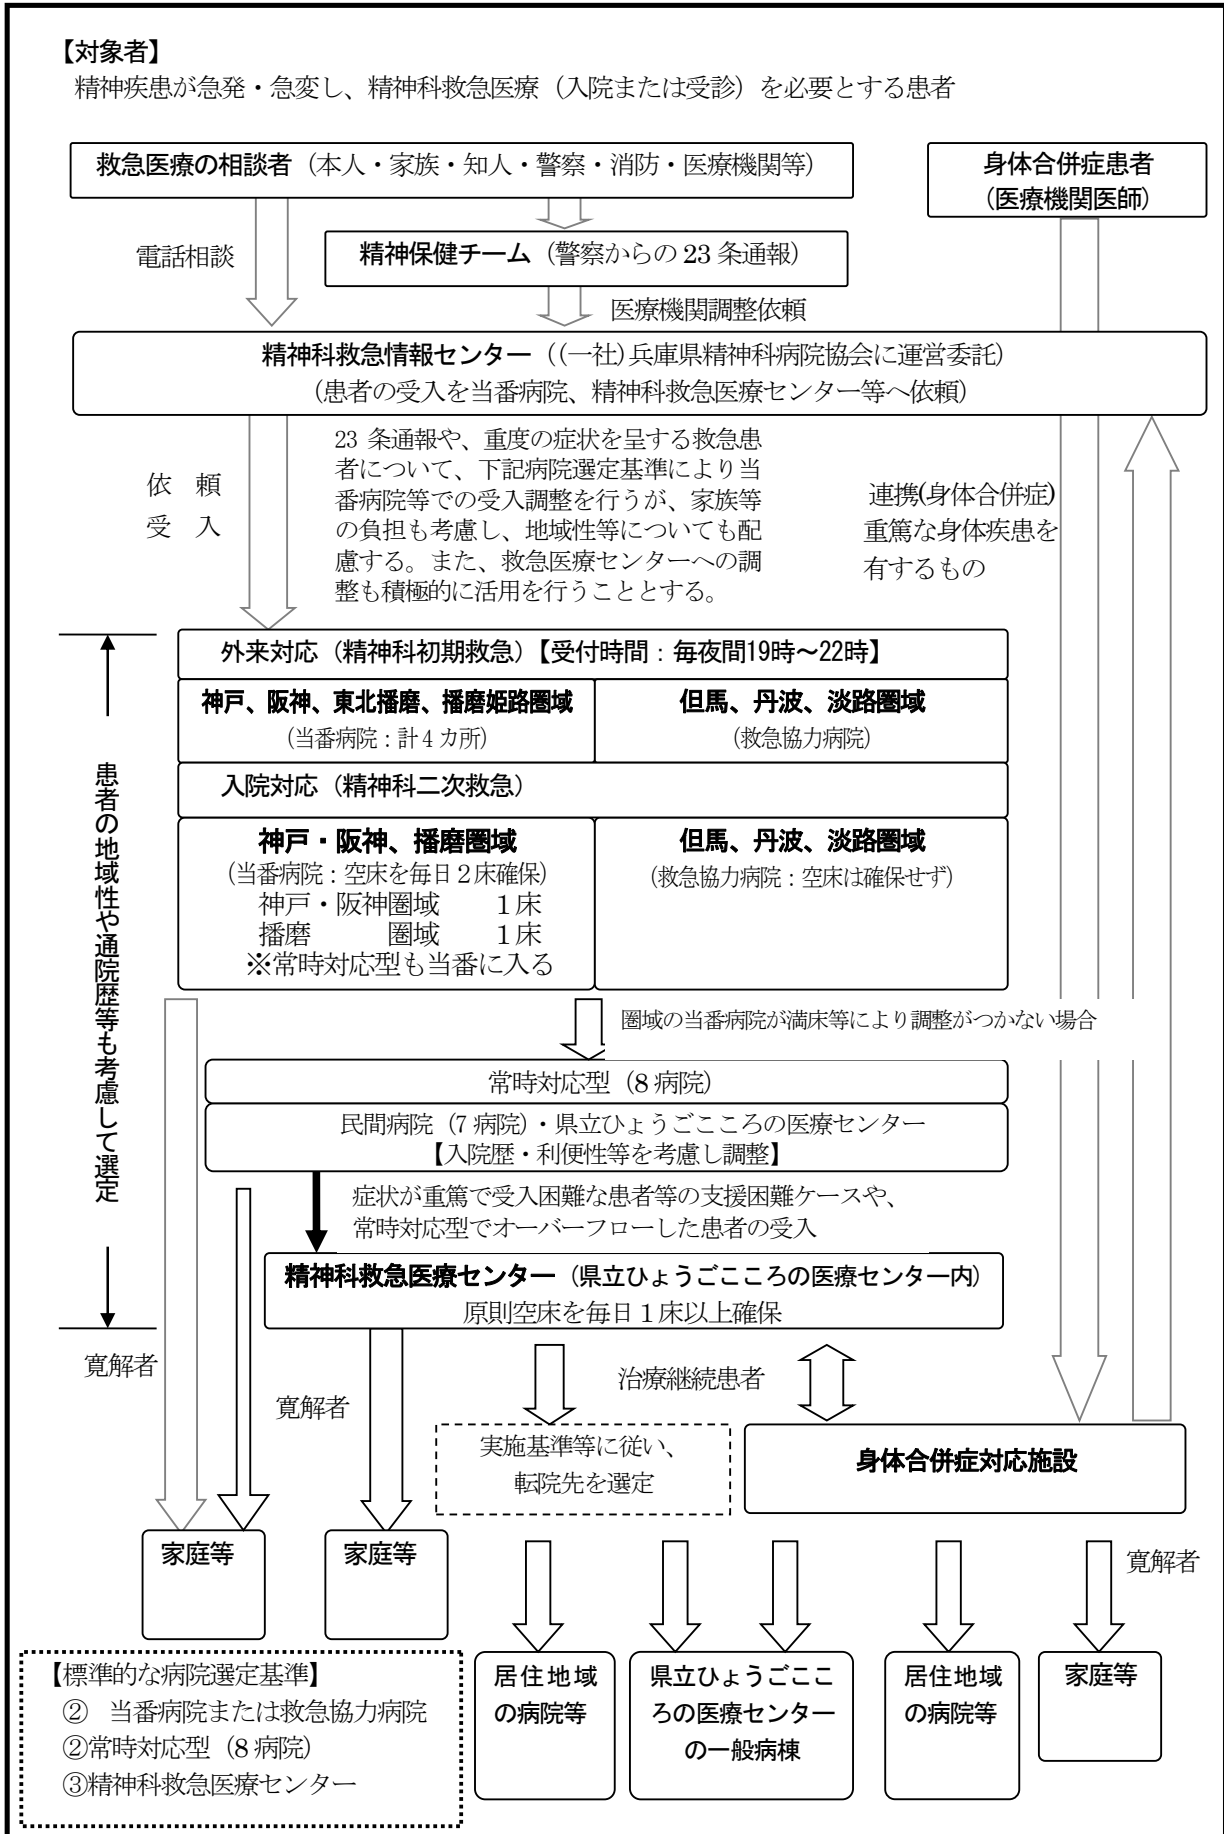 【対象者】
精神疾患が急発・急変し、精神科救急医療（入院または受診）を必要とする患者
救急医療の相談者（本人・家族・知人・警察・消防・医療機関等）
身体合併症患者
（医療機関医師）
電話相談
精神保健チーム（警察からの 23 条通報）
医療機関調整依頼
精神科救急情報センター（(一社)兵庫県精神科病院協会に運営委託）
（患者の受入を当番病院、精神科救急医療センター等へ依頼）
依　頼
受　入
23 条通報や、重度の症状を呈する救急患
者について、下記病院選定基準により当
番病院等での受入調整を行うが、家族等
の負担も考慮し、地域性等についても配
慮する。また、救急医療センターへの調
整も積極的に活用を行うこととする。
連携(身体合併症)
重篤な身体疾患を
有するもの
外来対応（精神科初期救急）【受付時間：毎夜間19時～22時】
神戸、阪神、東北播磨、播磨姫路圏域
（当番病院：計４カ所）
但馬、丹波、淡路圏域
（救急協力病院）
入院対応（精神科二次救急）
神戸・阪神、播磨圏域
（当番病院：空床を毎日２床確保）
神戸・阪神圏域　　１床
播磨　　　圏域　　１床
※常時対応型も当番に入る
但馬、丹波、淡路圏域
（救急協力病院：空床は確保せず）
患者の地域性や通院歴等も考慮して選定
圏域の当番病院が満床等により調整がつかない場合
常時対応型（8 病院）
民間病院（7 病院）・県立ひょうごこころの医療センター
【入院歴・利便性等を考慮し調整】
症状が重篤で受入困難な患者等の支援困難ケースや、
常時対応型でオーバーフローした患者の受入
精神科救急医療センター（県立ひょうごこころの医療センター内）
原則空床を毎日１床以上確保
寛解者
寛解者
治療継続患者
実施基準等に従い、
転院先を選定
身体合併症対応施設
家庭等
家庭等
寛解者
居住地域
の病院等
県立ひょうごここ
ろの医療センター
の一般病棟
居住地域
の病院等
家庭等
【標準的な病院選定基準】
②　当番病院または救急協力病院
②常時対応型（8 病院）
③精神科救急医療センター